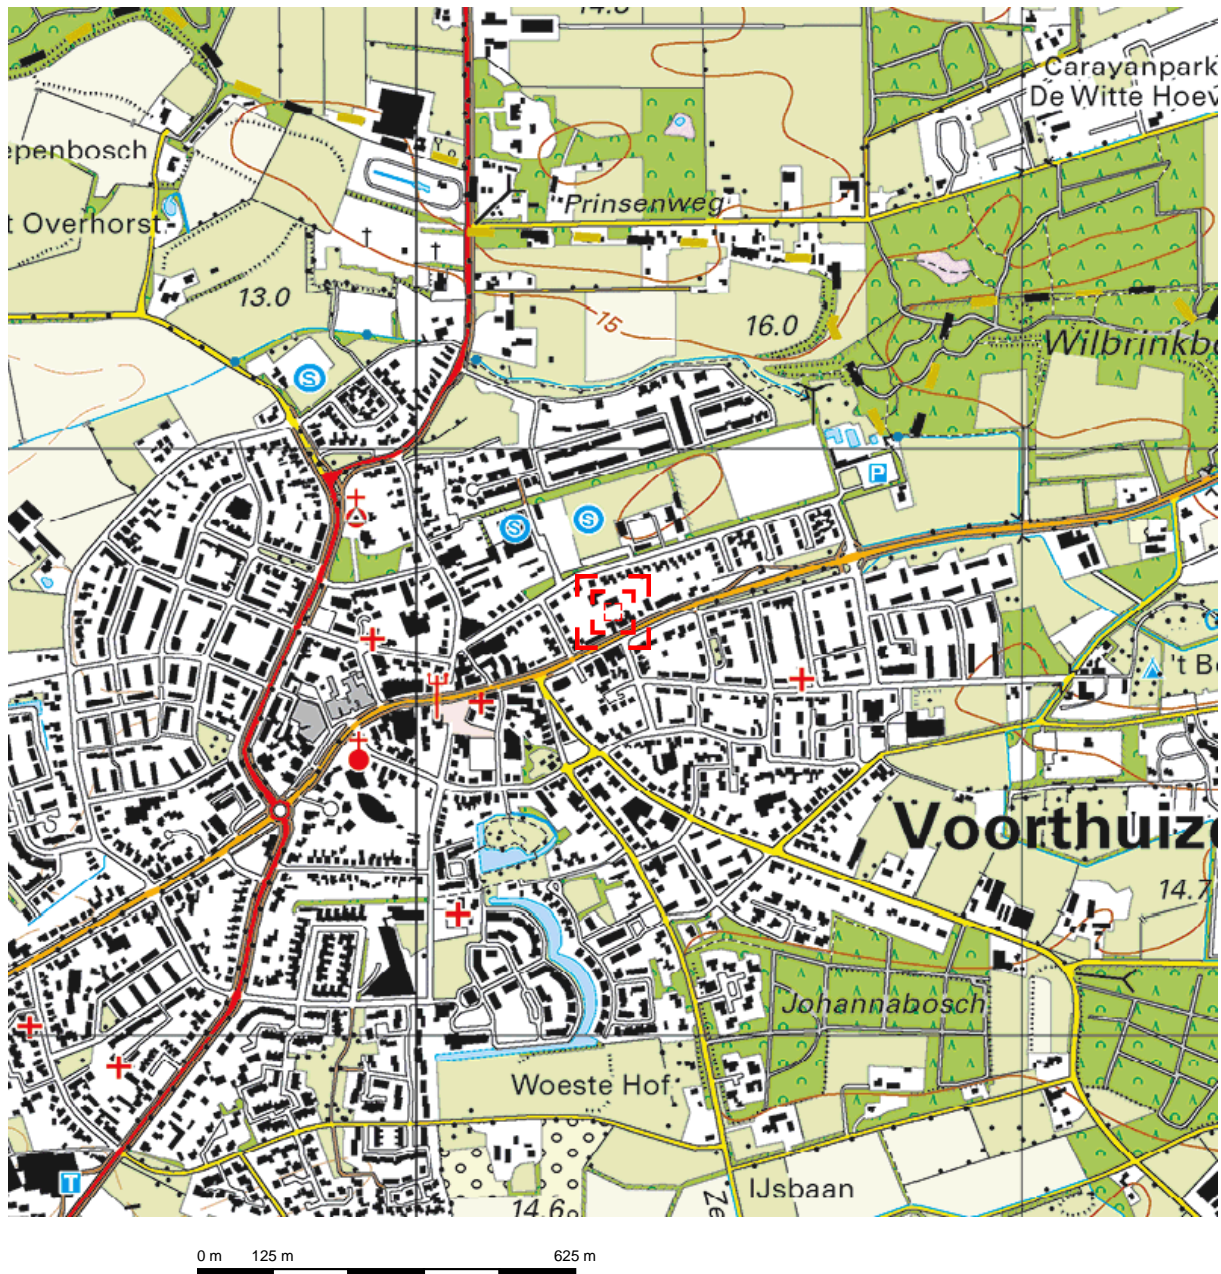 Caravanpark
De Witte Hoev
epenbosch
Prinsenweg
t Overhorst
13.0
15
16.0
Wilbrinkb
S
P
S
S
't B
Voorthuiz
14.7
Johannabosch
Woeste Hof
T
IJsbaan
14.6
Ze
0 m
125 m
625 m